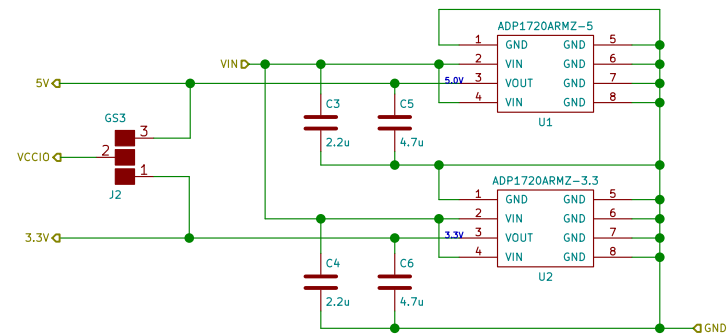 ADP1720ARMZ-5
1 GND GND 5
VIN 2 VIN GND 6
5V 5.0V 3 VOUT GND 7
4 VIN GND 8
U1
C3 C5
2.2u 4.7u
GS3
3
VCCIO 2
1
J2
ADP1720ARMZ-3.3
1 GND GND 5
2 VIN GND 6
3.3V 3.3V 3 VOUT GND 7
4 VIN GND 8
U2
C4 C6
2.2u 4.7u
GND